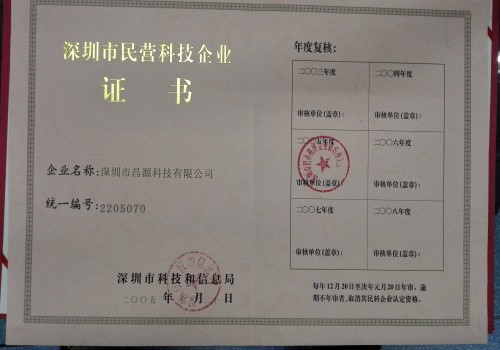 深圳市民营科技企业
证 书
企业名称:深圳市昌源科技有限公司
统一编号:2205070
深圳市科技和信息局
二〇〇五 年 月 日
年度复核:
二〇〇三年度
二〇〇四年度
审核单位(盖章):
审核单位(盖章):
五年度
二〇〇六年度
审核单位(盖章):
二〇〇七年度
二〇〇八年度
审核单位(盖章):
审核单位(盖章):
每年12月20日至次年元月20日年审,逾
期不年审者,取消其民科企业认定资格。